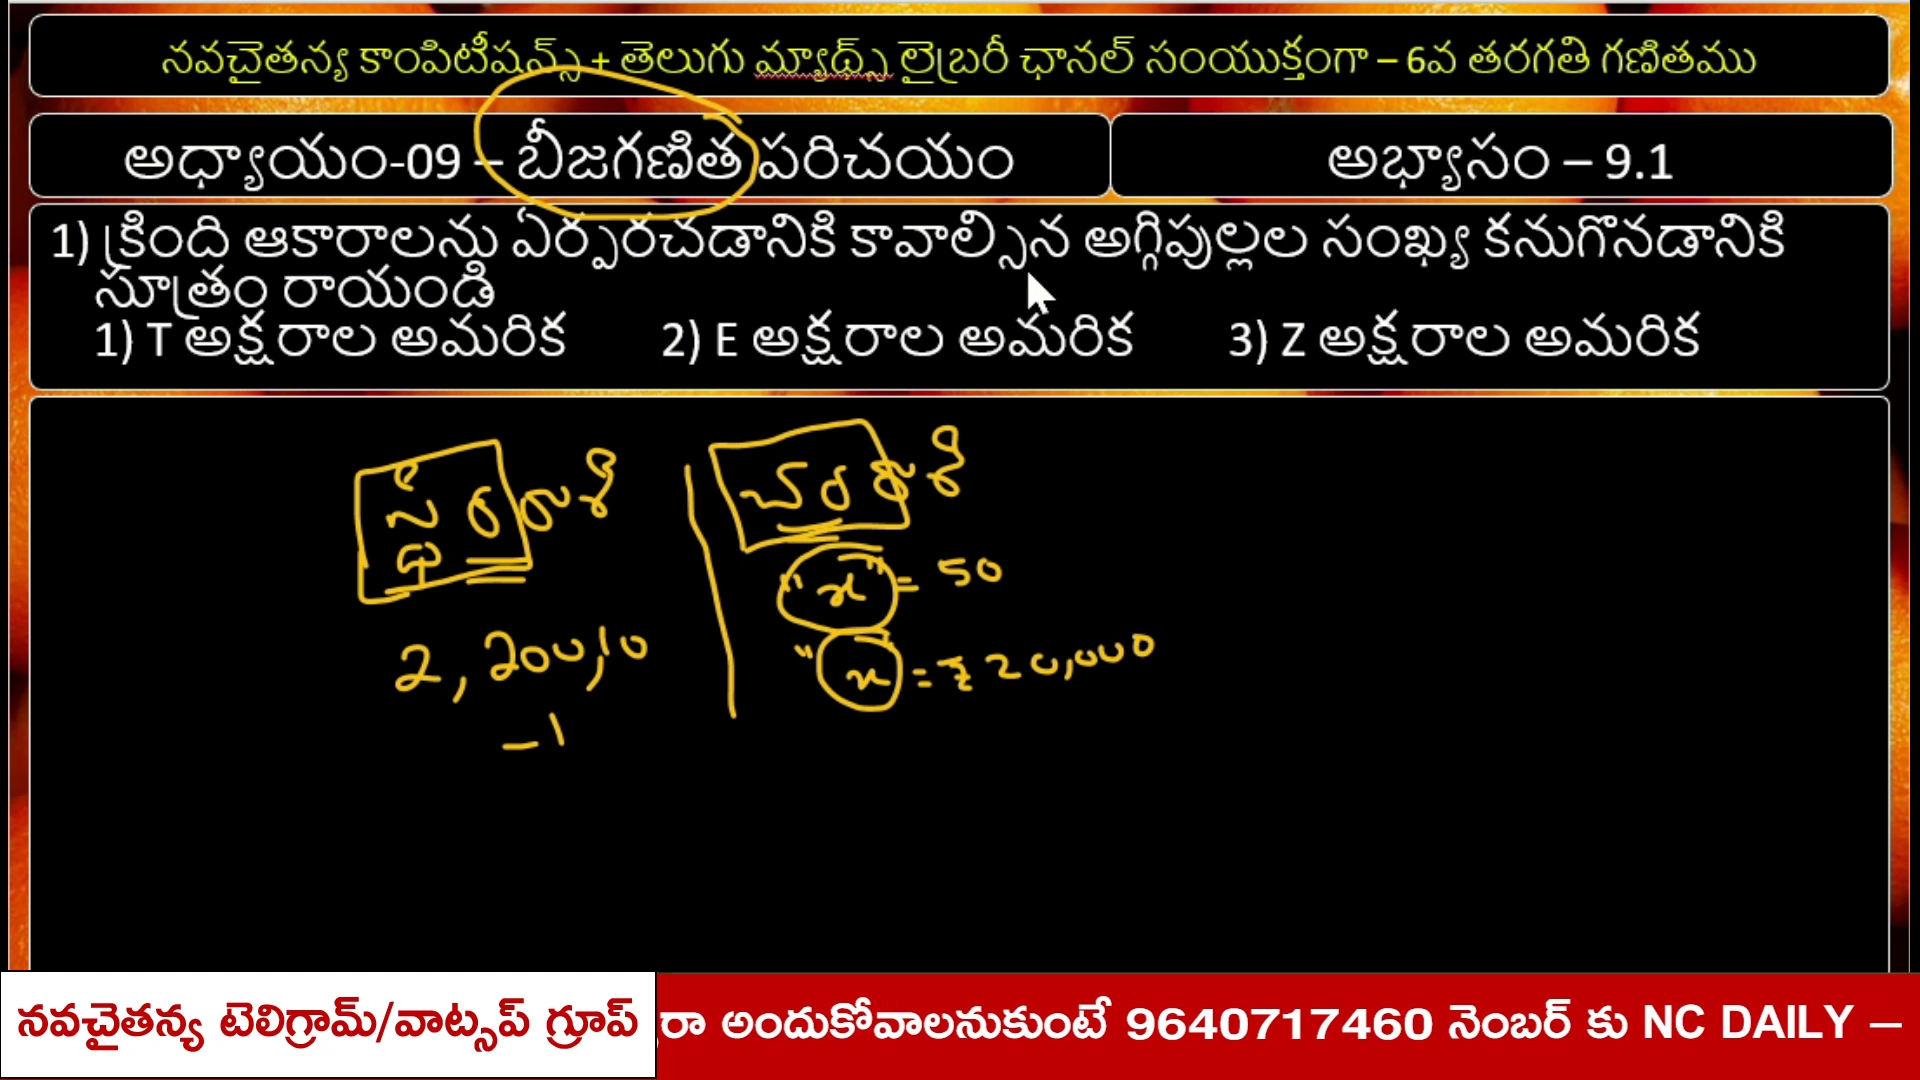 నవచైతన్య కాంపిటీషన్స్ + తెలుగు మ్యాథ్స్ లైబ్రరీ ఛానల్ సంయుక్తంగా – 6వ తరగతి గణితము
అధ్యాయం-09 – బీజగణిత పరిచయం
అభ్యాసం – 9.1
1) క్రింది ఆకారాలను ఏర్పరచడానికి కావాల్సిన అగ్గిపుల్లల సంఖ్య కనుగొనడానికి
సూత్రం రాయండి
1) T అక్షరాల అమరిక 2) E అక్షరాల అమరిక 3) Z అక్షరాల అమరిక
స్థిరరాశి చరరాశి
"x" = 50
2, 200, 10 "x" = ₹20,000
–1
నవచైతన్య టెలిగ్రామ్/వాట్సప్ గ్రూప్
రా అందుకోవాలనుకుంటే 9640717460 నెంబర్ కు NC DAILY –